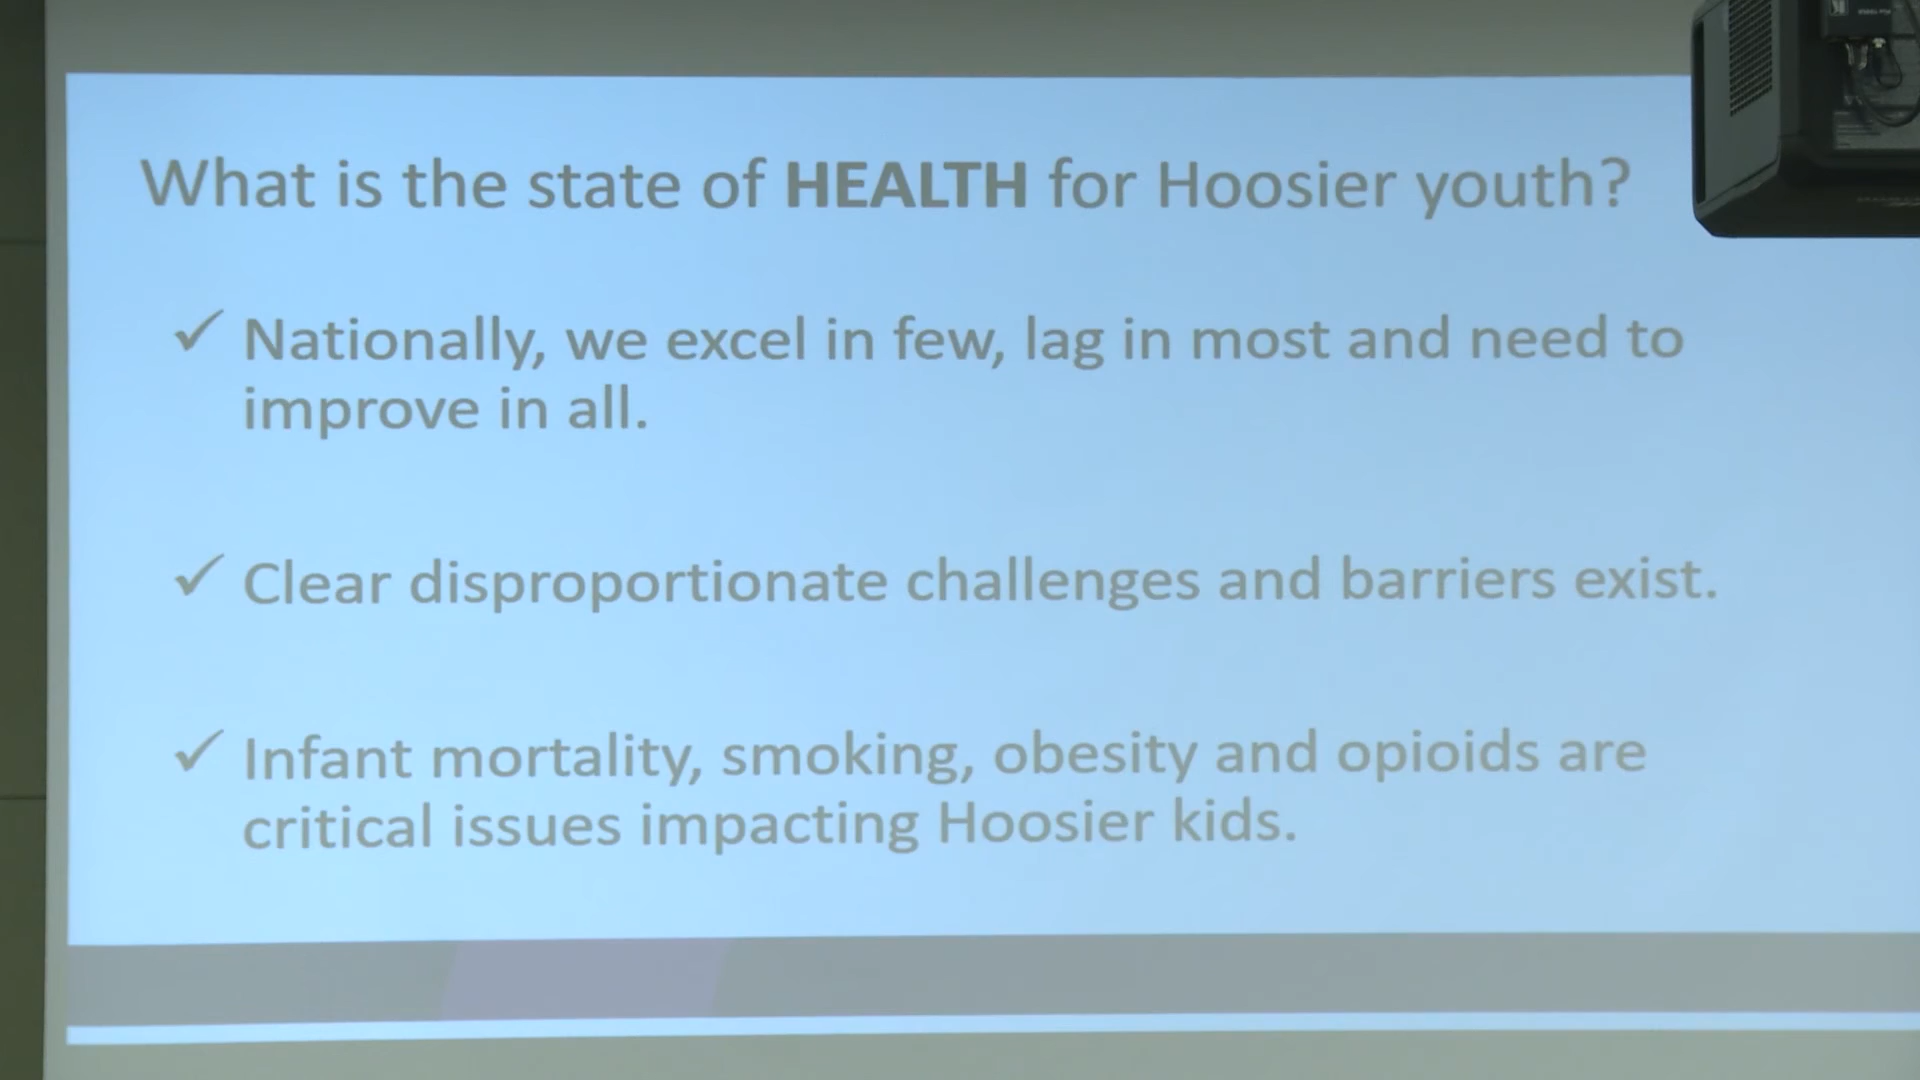 What is the state of HEALTH for Hoosier youth?
✓ Nationally, we excel in few, lag in most and need to
improve in all.
✓ Clear disproportionate challenges and barriers exist.
✓ Infant mortality, smoking, obesity and opioids are
critical issues impacting Hoosier kids.